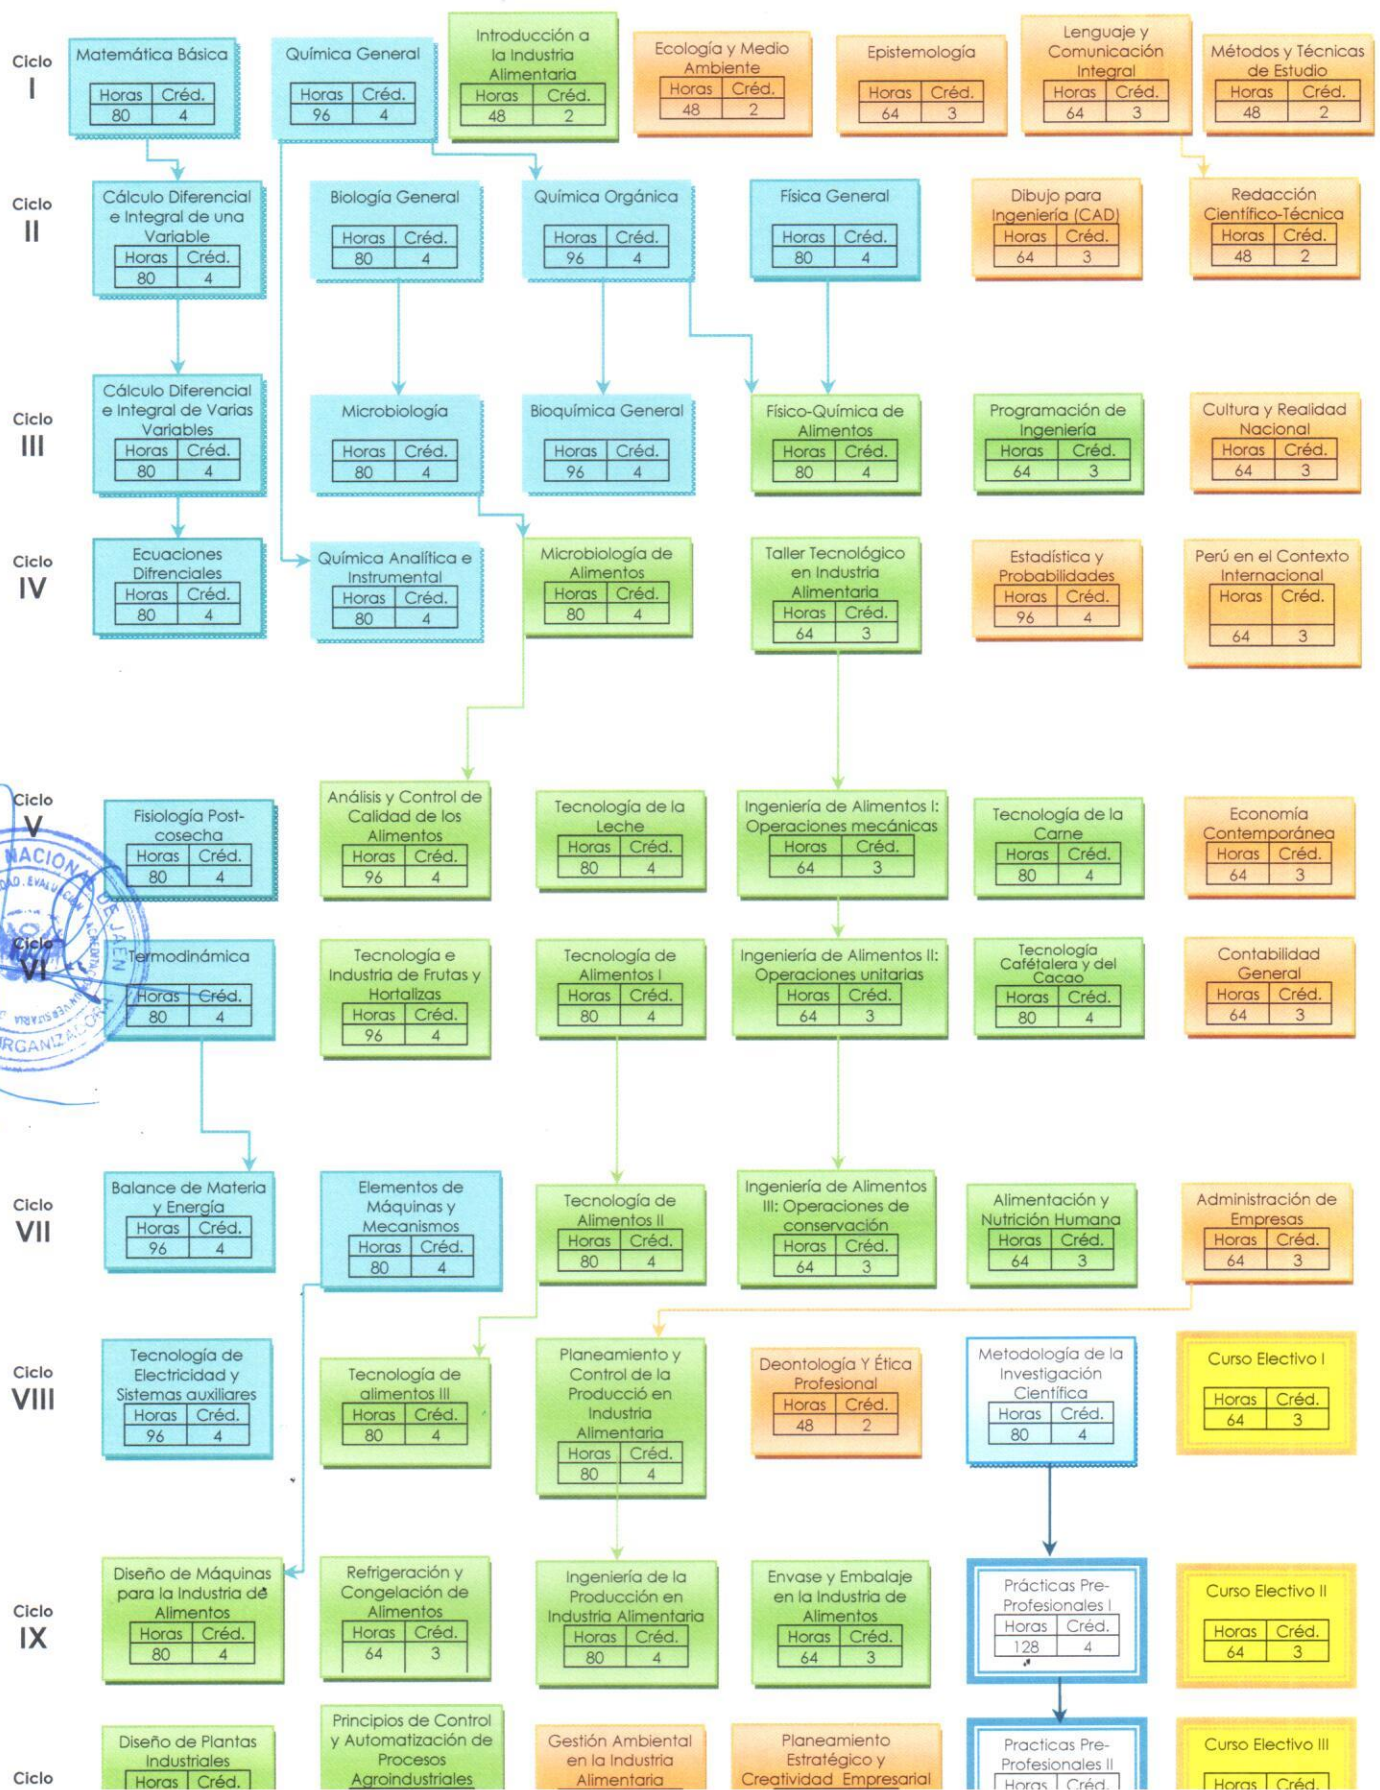 Ciclo
I
Matemática Básica
Horas Créd.
80 4
Química General
Horas Créd.
96 4
Introducción a
la Industria
Alimentaria
Horas Créd.
48 2
Ecología y Medio
Ambiente
Horas Créd.
48 2
Epistemología
Horas Créd.
64 3
Lenguaje y
Comunicación
Integral
Horas Créd.
64 3
Métodos y Técnicas
de Estudio
Horas Créd.
48 2
Ciclo
II
Cálculo Diferencial
e Integral de una
Variable
Horas Créd.
80 4
Biología General
Horas Créd.
80 4
Química Orgánica
Horas Créd.
96 4
Física General
Horas Créd.
80 4
Dibujo para
Ingeniería (CAD)
Horas Créd.
64 3
Redacción
Científico-Técnica
Horas Créd.
48 2
Ciclo
III
Cálculo Diferencial
e Integral de Varias
Variables
Horas Créd.
80 4
Microbiología
Horas Créd.
80 4
Bioquímica General
Horas Créd.
96 4
Físico-Química de
Alimentos
Horas Créd.
80 4
Programación de
Ingeniería
Horas Créd.
64 3
Cultura y Realidad
Nacional
Horas Créd.
64 3
Ciclo
IV
Ecuaciones
Difrenciales
Horas Créd.
80 4
Química Analítica e
Instrumental
Horas Créd.
80 4
Microbiología de
Alimentos
Horas Créd.
80 4
Taller Tecnológico
en Industria
Alimentaria
Horas Créd.
64 3
Estadística y
Probabilidades
Horas Créd.
96 4
Perú en el Contexto
Internacional
Horas Créd.
64 3
Ciclo
V
Fisiología Post-
cosecha
Horas Créd.
80 4
Análisis y Control de
Calidad de los
Alimentos
Horas Créd.
96 4
Tecnología de la
Leche
Horas Créd.
80 4
Ingeniería de Alimentos I:
Operaciones mecánicas
Horas Créd.
64 3
Tecnología de la
Carne
Horas Créd.
80 4
Economía
Contemporánea
Horas Créd.
64 3
NACIONAL DE JAÉN
Ciclo
VI
Termodinámica
Horas Créd.
80 4
Tecnología e
Industria de Frutas y
Hortalizas
Horas Créd.
96 4
Tecnología de
Alimentos I
Horas Créd.
80 4
Ingeniería de Alimentos II:
Operaciones unitarias
Horas Créd.
64 3
Tecnología
Cafétalera y del
Cacao
Horas Créd.
80 4
Contabilidad
General
Horas Créd.
64 3
Ciclo
VII
Balance de Materia
y Energía
Horas Créd.
96 4
Elementos de
Máquinas y
Mecanismos
Horas Créd.
80 4
Tecnología de
Alimentos II
Horas Créd.
80 4
Ingeniería de Alimentos
III: Operaciones de
conservación
Horas Créd.
64 3
Alimentación y
Nutrición Humana
Horas Créd.
64 3
Administración de
Empresas
Horas Créd.
64 3
Ciclo
VIII
Tecnología de
Electricidad y
Sistemas auxiliares
Horas Créd.
96 4
Tecnología de
alimentos III
Horas Créd.
80 4
Planeamiento y
Control de la
Producció en
Industria
Alimentaria
Horas Créd.
80 4
Deontología Y Ética
Profesional
Horas Créd.
48 2
Metodología de la
Investigación
Científica
Horas Créd.
80 4
Curso Electivo I
Horas Créd.
64 3
Ciclo
IX
Diseño de Máquinas
para la Industria de
Alimentos
Horas Créd.
80 4
Refrigeración y
Congelación de
Alimentos
Horas Créd.
64 3
Ingeniería de la
Producción en
Industria Alimentaria
Horas Créd.
80 4
Envase y Embalaje
en la Industria de
Alimentos
Horas Créd.
64 3
Prácticas Pre-
Profesionales I
Horas Créd.
128 4
Curso Electivo II
Horas Créd.
64 3
Ciclo
Diseño de Plantas
Industriales
Horas Créd.
Principios de Control
y Automatización de
Procesos
Agroindustriales
Gestión Ambiental
en la Industria
Alimentaria
Planeamiento
Estratégico y
Creatividad Empresarial
Practicas Pre-
Profesionales II
Horas Créd.
Curso Electivo III
Horas Créd.